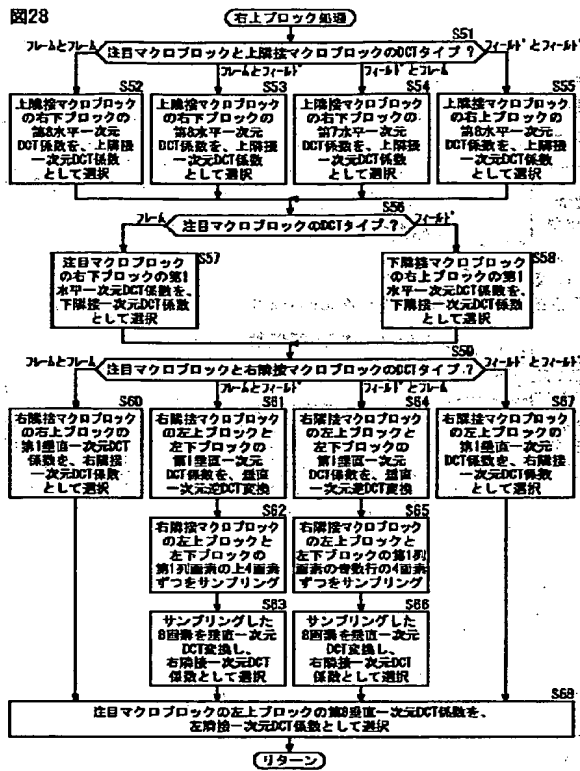 図28
右上ブロック処理
S51
注目マクロブロックと上隣接マクロブロックのDCTタイプ?
フレームとフレーム
フレームとフィールド
フィールドとフレーム
フィールドとフィールド
S52
上隣接マクロブロック
の右下ブロックの
第8水平一次元
DCT係数を、上隣接
一次元DCT係数
として選択
S53
上隣接マクロブロック
の右下ブロックの
第8水平一次元
DCT係数を、上隣接
一次元DCT係数
として選択
S54
上隣接マクロブロック
の右下ブロックの
第7水平一次元
DCT係数を、上隣接
一次元DCT係数
として選択
S55
上隣接マクロブロック
の右上ブロックの
第8水平一次元
DCT係数を、上隣接
一次元DCT係数
として選択
S56
注目マクロブロックのDCTタイプ?
フレーム
フィールド
S57
注目マクロブロック
の右下ブロックの第1
水平一次元DCT係数を、
下隣接一次元DCT係数
として選択
S58
下隣接マクロブロック
の右上ブロックの第1
水平一次元DCT係数を、
下隣接一次元DCT係数
として選択
S59
注目マクロブロックと右隣接マクロブロックのDCTタイプ?
フレームとフレーム
フレームとフィールド
フィールドとフレーム
フィールドとフィールド
S60
右隣接マクロブロック
の左上ブロックの
第1垂直一次元DCT
係数を、右隣接
一次元DCT係数
として選択
S61
右隣接マクロブロック
の左上ブロックと
左下ブロックの
第1垂直一次元
DCT係数を、垂直
一次元逆DCT変換
S64
右隣接マクロブロック
の左上ブロックと
左下ブロックの
第1垂直一次元
DCT係数を、垂直
一次元逆DCT変換
S67
右隣接マクロブロック
の左上ブロックの
第1垂直一次元
DCT係数を、右隣接
一次元DCT係数
として選択
S62
右隣接マクロブロック
の左上ブロックと
左下ブロックの
第1列画素の上4画素
ずつをサンプリング
S65
右隣接マクロブロック
の左上ブロックと
左下ブロックの第1列
画素の奇数行の4画素
ずつをサンプリング
S63
サンプリングした
8画素を垂直一次元
DCT変換し、
右隣接一次元DCT
係数として選択
S66
サンプリングした
8画素を垂直一次元
DCT変換し、
右隣接一次元DCT
係数として選択
S68
注目マクロブロックの左上ブロックの第8垂直一次元DCT係数を、
左隣接一次元DCT係数として選択
リターン